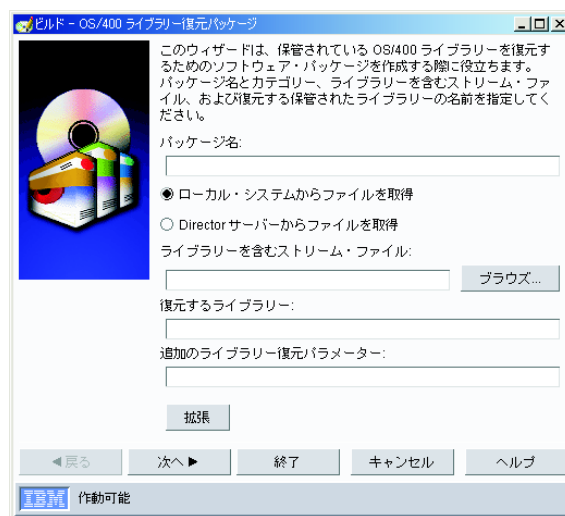 ビルド - OS/400 ライブラリー復元パッケージ
このウィザードは、保管されている OS/400 ライブラリーを復元す
るためのソフトウェア・パッケージを作成する際に役立ちます。
パッケージ名とカテゴリー、ライブラリーを含むストリーム・ファ
イル、および復元する保管されたライブラリーの名前を指定してく
ださい。
パッケージ名:
ローカル・システムからファイルを取得
Director サーバーからファイルを取得
ライブラリーを含むストリーム・ファイル:
ブラウズ...
復元するライブラリー:
追加のライブラリー復元パラメーター:
拡張
◀戻る 次へ▶ 終了 キャンセル ヘルプ
IBM 作動可能